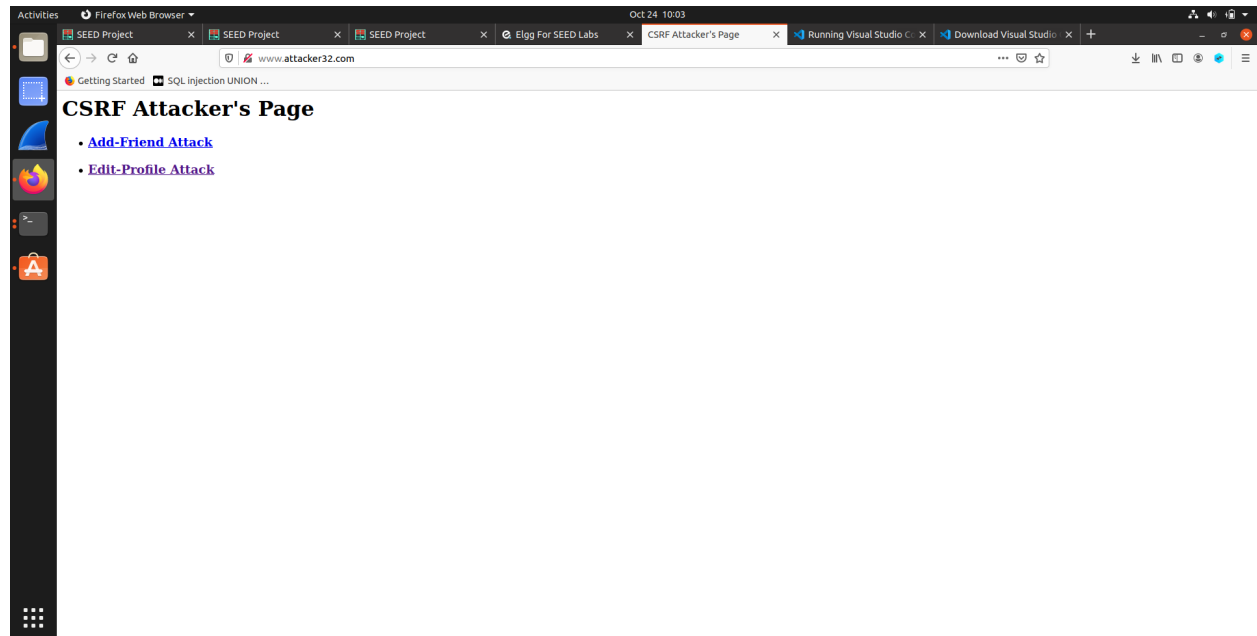 Activities Firefox Web Browser Oct 24 10:03
SEED Project SEED Project SEED Project Elgg For SEED Labs CSRF Attacker's Page Running Visual Studio Download Visual Studio
www.attacker32.com
Getting Started SQL injection UNION ...
CSRF Attacker's Page
• Add-Friend Attack
• Edit-Profile Attack